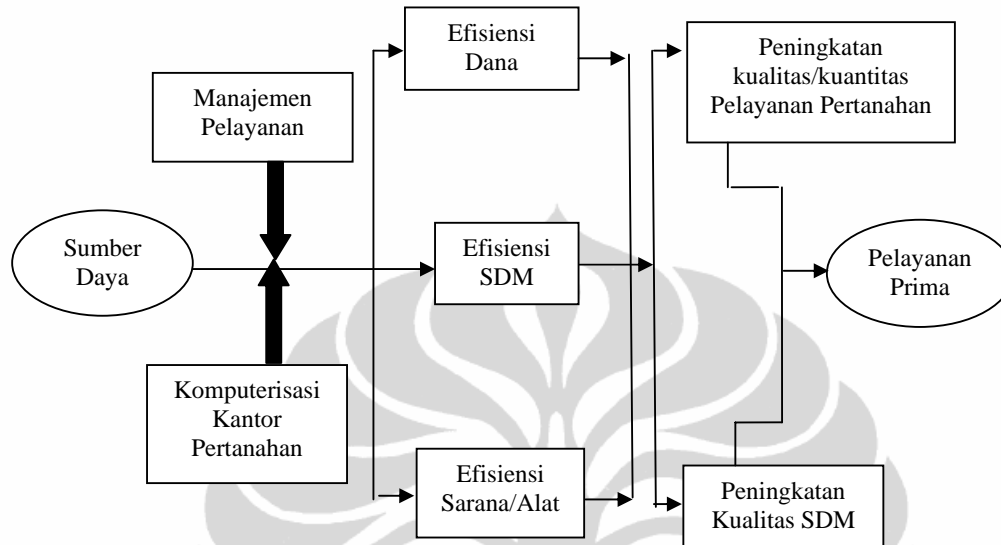 Efisiensi
Dana
Peningkatan
kualitas/kuantitas
Pelayanan Pertanahan
Manajemen
Pelayanan
Sumber
Daya
Efisiensi
SDM
Pelayanan
Prima
Komputerisasi
Kantor
Pertanahan
Efisiensi
Sarana/Alat
Peningkatan
Kualitas SDM